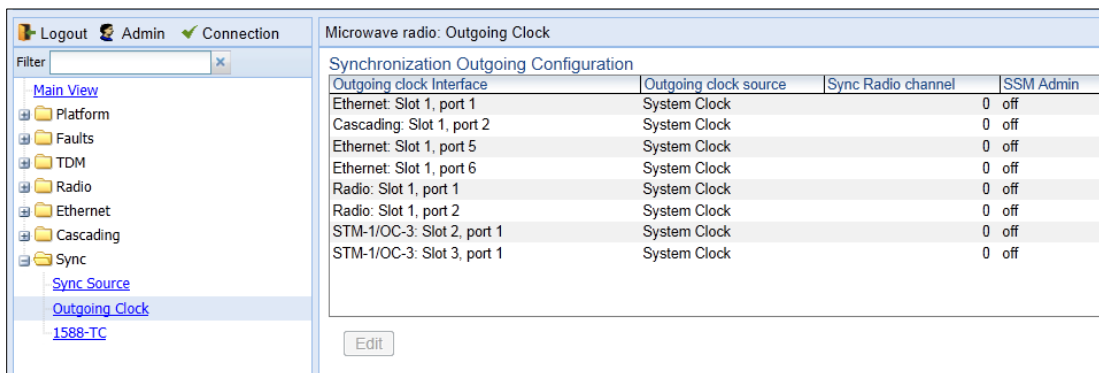 Logout Admin Connection
Filter
Main View
Platform
Faults
TDM
Radio
Ethernet
Cascading
Sync
Sync Source
Outgoing Clock
1588-TC
Microwave radio: Outgoing Clock
Synchronization Outgoing Configuration
Outgoing clock Interface Outgoing clock source Sync Radio channel SSM Admin
Ethernet: Slot 1, port 1 System Clock 0 off
Cascading: Slot 1, port 2 System Clock 0 off
Ethernet: Slot 1, port 5 System Clock 0 off
Ethernet: Slot 1, port 6 System Clock 0 off
Radio: Slot 1, port 1 System Clock 0 off
Radio: Slot 1, port 2 System Clock 0 off
STM-1/OC-3: Slot 2, port 1 System Clock 0 off
STM-1/OC-3: Slot 3, port 1 System Clock 0 off
Edit